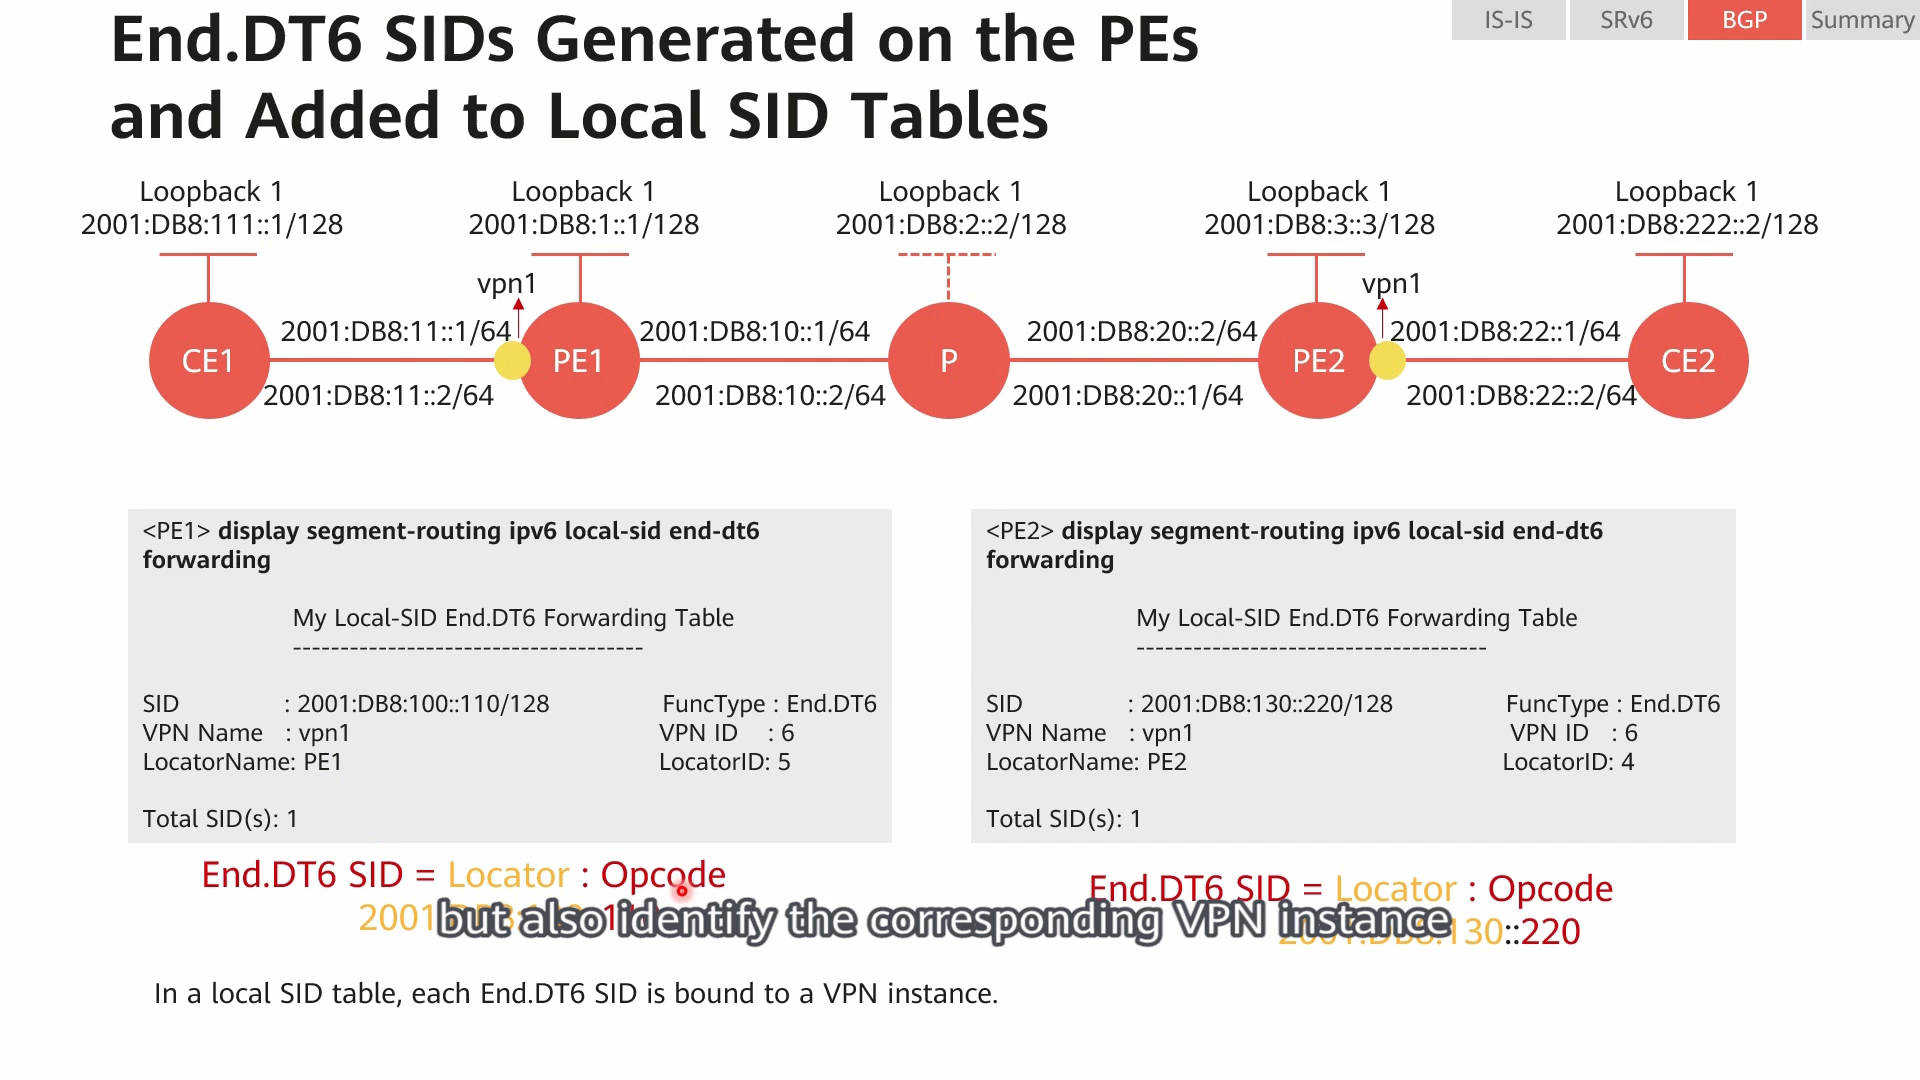 End.DT6 SIDs Generated on the PEs
and Added to Local SID Tables
IS-IS
SRv6
BGP
Summary
Loopback 1
2001:DB8:111::1/128
Loopback 1
2001:DB8:1::1/128
Loopback 1
2001:DB8:2::2/128
Loopback 1
2001:DB8:3::3/128
Loopback 1
2001:DB8:222::2/128
vpn1
vpn1
2001:DB8:11::1/64
2001:DB8:10::1/64
2001:DB8:20::2/64
2001:DB8:22::1/64
CE1
PE1
P
PE2
CE2
2001:DB8:11::2/64
2001:DB8:10::2/64
2001:DB8:20::1/64
2001:DB8:22::2/64
<PE1> display segment-routing ipv6 local-sid end-dt6
forwarding
My Local-SID End.DT6 Forwarding Table
-------------------------------------
SID : 2001:DB8:100::110/128 FuncType : End.DT6
VPN Name : vpn1 VPN ID : 6
LocatorName: PE1 LocatorID: 5
Total SID(s): 1
<PE2> display segment-routing ipv6 local-sid end-dt6
forwarding
My Local-SID End.DT6 Forwarding Table
-------------------------------------
SID : 2001:DB8:130::220/128 FuncType : End.DT6
VPN Name : vpn1 VPN ID : 6
LocatorName: PE2 LocatorID: 4
Total SID(s): 1
End.DT6 SID = Locator : Opcode
End.DT6 SID = Locator : Opcode
2001:DB8:130::220
but also identify the corresponding VPN instance
In a local SID table, each End.DT6 SID is bound to a VPN instance.